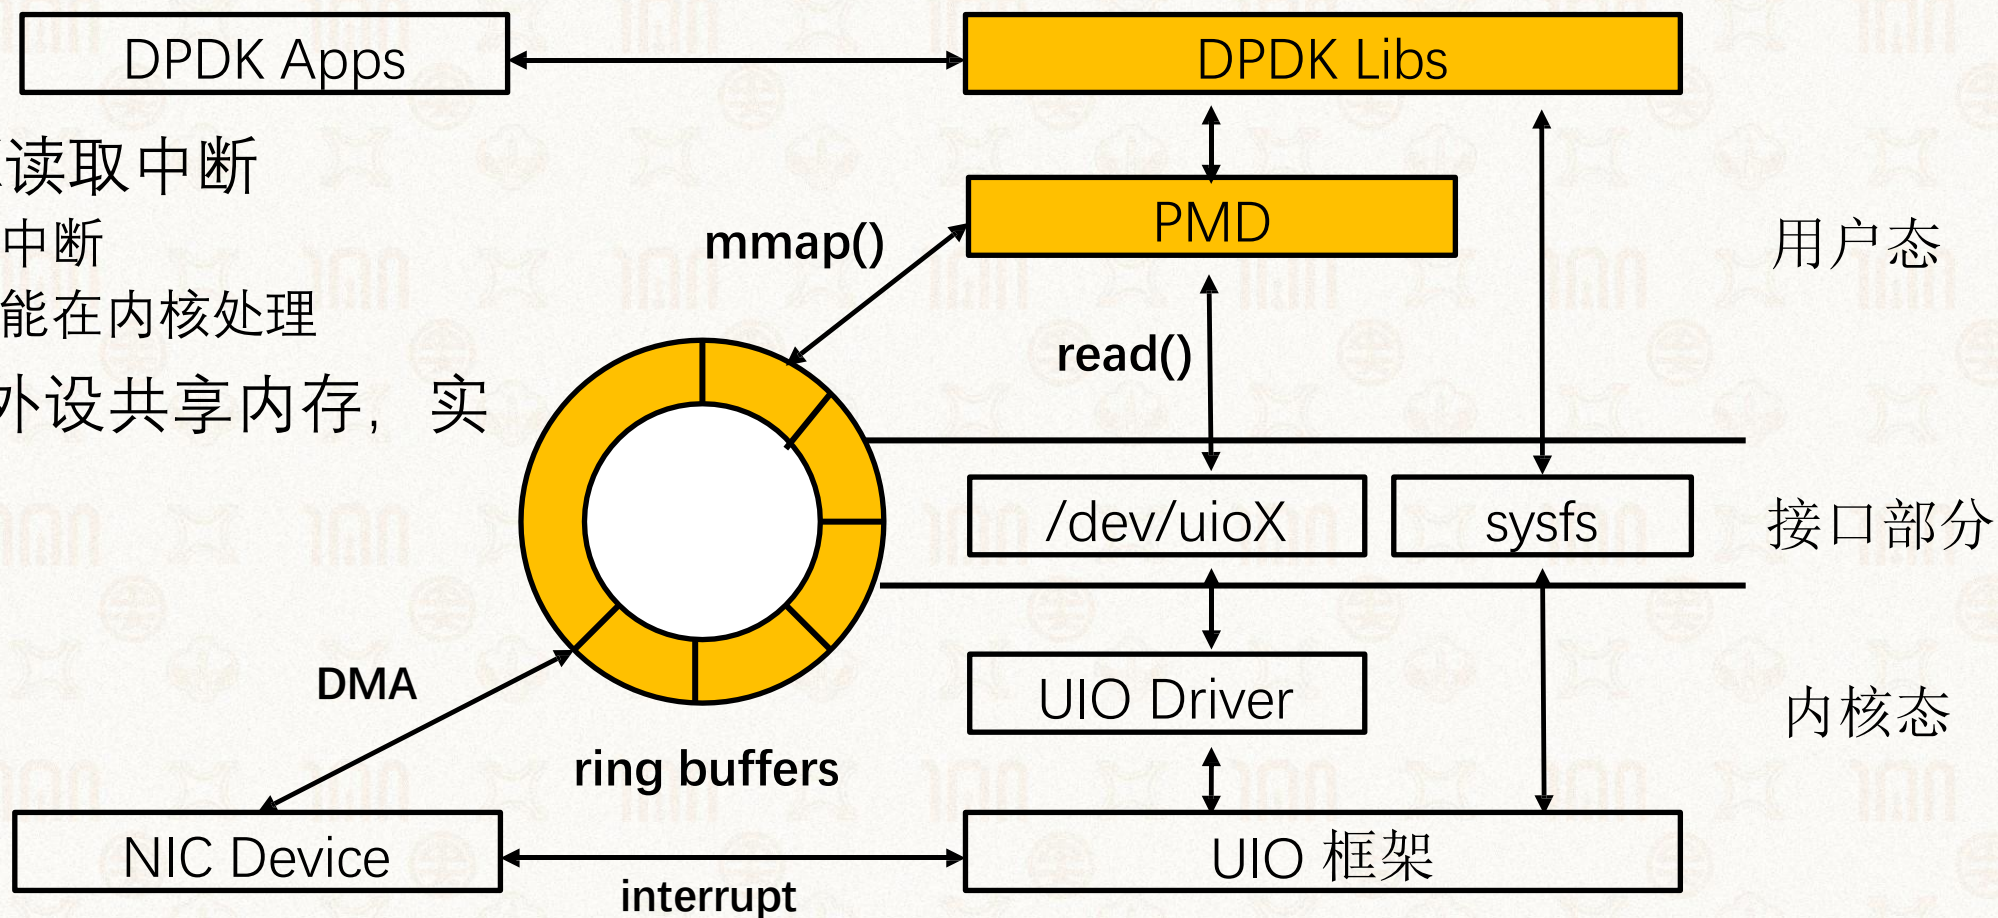 DPDK Apps
DPDK Libs
读取中断
中断
能在内核处理
外设共享内存，实
mmap()
PMD
用户态
read()
/dev/uioX
sysfs
接口部分
DMA
UIO Driver
内核态
ring buffers
NIC Device
interrupt
UIO 框架